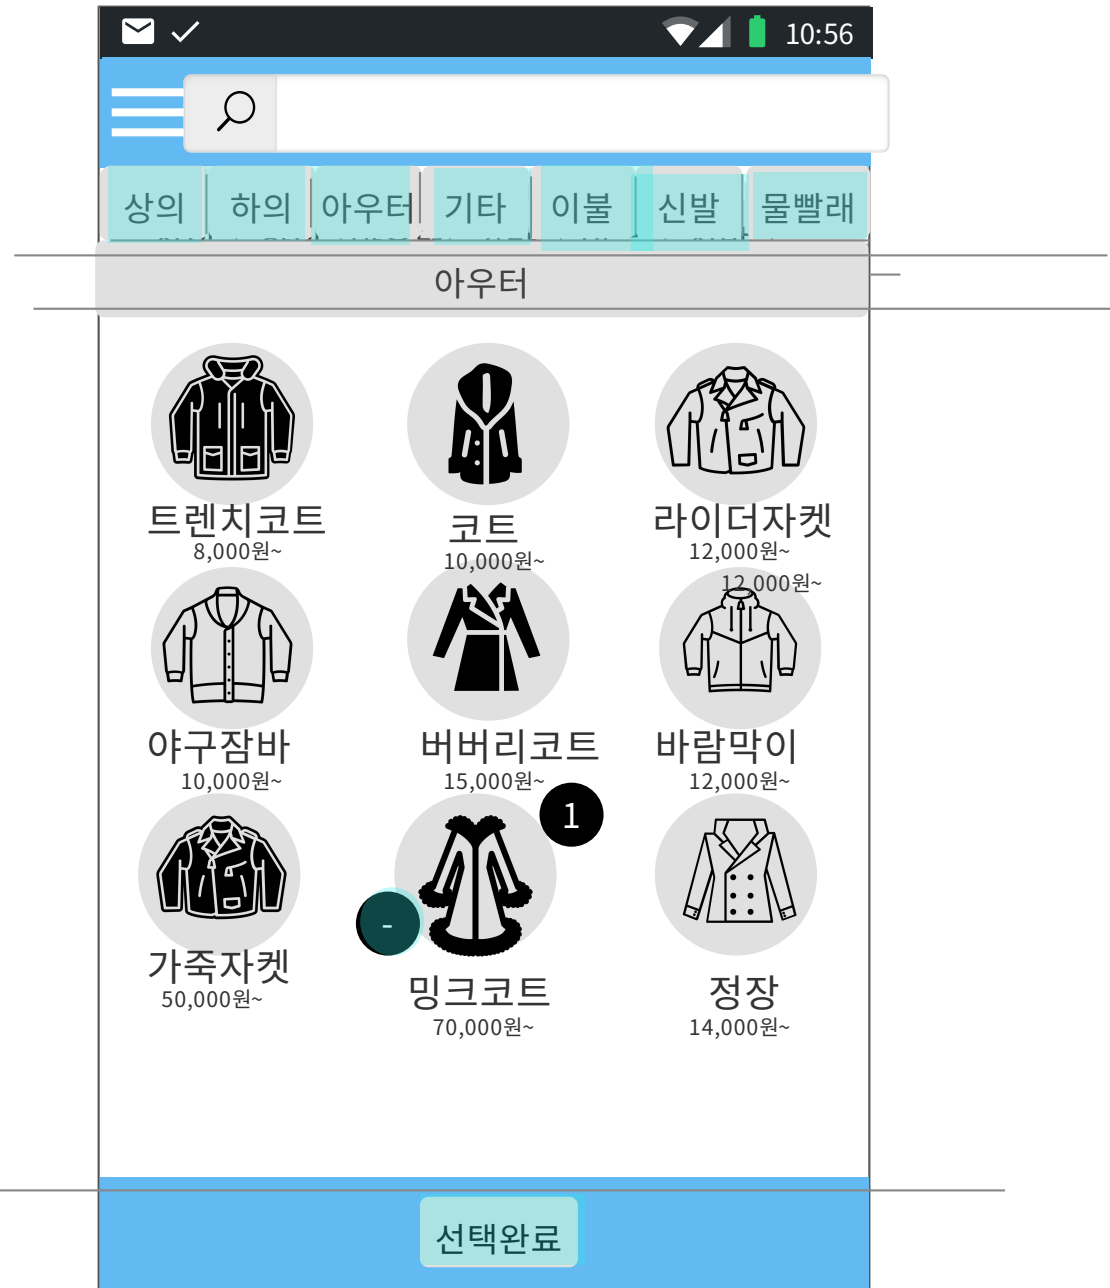 10:56
상의 하의 아우터 기타 이불 신발 물빨래
아우터
트렌치코트 코트 라이더자켓
8,000원~ 10,000원~ 12,000원~
12,000원~
야구잠바 버버리코트 바람막이
10,000원~ 15,000원~ 12,000원~
1
-
가죽자켓 밍크코트 정장
50,000원~ 70,000원~ 14,000원~
선택완료